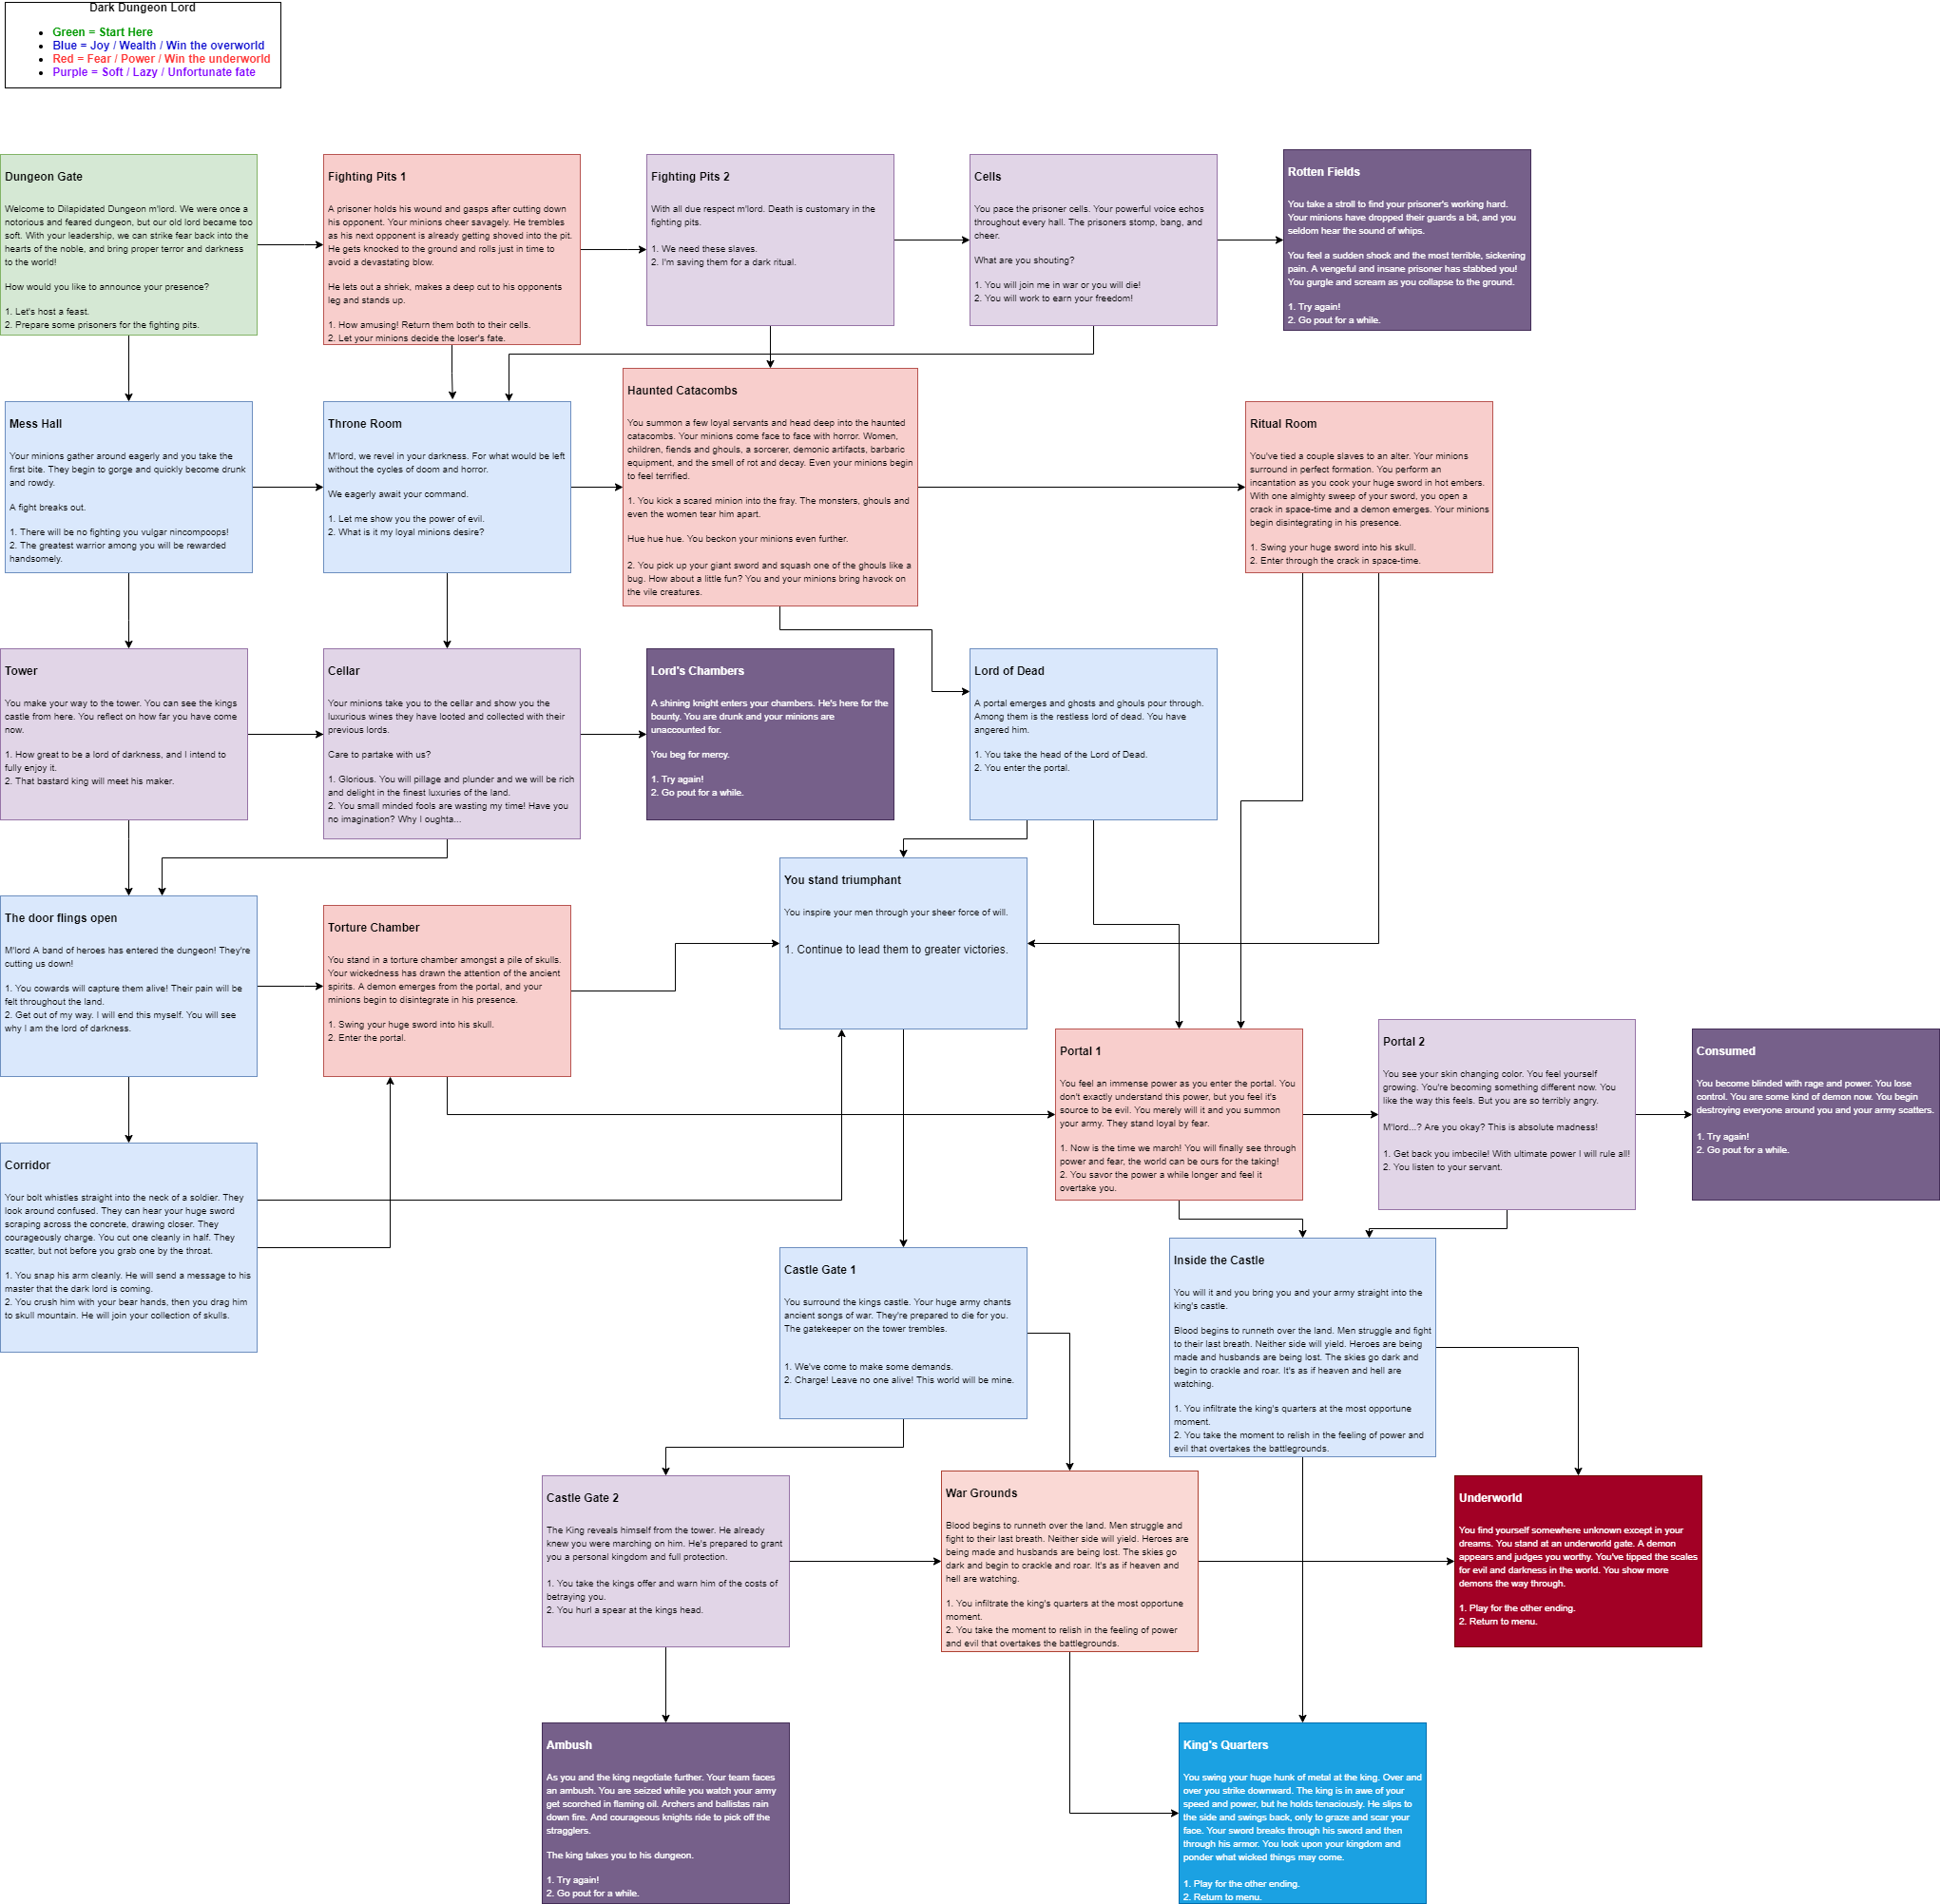 Dark Dungeon Lord
Green = Start Here
Blue = Joy / Wealth / Win the overworld
Red = Fear / Power / Win the underworld
Purple = Soft / Lazy / Unfortunate fate
Dungeon Gate
Welcome to Dilapidated Dungeon m'lord. We were once a
notorious and feared dungeon, but our old lord became too
soft. With your leadership, we can strike fear back into the
hearts of the noble, and bring proper terror and darkness
to the world!
How would you like to announce your presence?
1. Let's host a feast.
2. Prepare some prisoners for the fighting pits.
Fighting Pits 1
A prisoner holds his wound and gasps after cutting down
his opponent. Your minions cheer savagely. He trembles
as his next opponent is already getting shoved into the pit.
He gets knocked to the ground and rolls just in time to
avoid a devastating blow.
He lets out a shriek, makes a deep cut to his opponents
leg and stands up.
1. How amusing! Return them both to their cells.
2. Let your minions decide the loser's fate.
Fighting Pits 2
With all due respect m'lord. Death is customary in the
fighting pits.
1. We need these slaves.
2. I'm saving them for a dark ritual.
Cells
You pace the prisoner cells. Your powerful voice echos
throughout every hall. The prisoners stomp, bang, and
cheer.
What are you shouting?
1. You will join me in war or you will die!
2. You will work to earn your freedom!
Rotten Fields
You take a stroll to find your prisoner's working hard.
Your minions have dropped their guards a bit, and you
seldom hear the sound of whips.
You feel a sudden shock and the most terrible, sickening
pain. A vengeful and insane prisoner has stabbed you!
You gurgle and scream as you collapse to the ground.
1. Try again!
2. Go pout for a while.
Mess Hall
Your minions gather around eagerly and you take the
first bite. They begin to gorge and quickly become drunk
and rowdy.
A fight breaks out.
1. There will be no fighting you vulgar nincompoops!
2. The greatest warrior among you will be rewarded
handsomely.
Throne Room
M'lord, we revel in your darkness. For what would be left
without the cycles of doom and horror.
We eagerly await your command.
1. Let me show you the power of evil.
2. What is it my loyal minions desire?
Haunted Catacombs
You summon a few loyal servants and head deep into the haunted
catacombs. Your minions come face to face with horror. Women,
children, fiends and ghouls, a sorcerer, demonic artifacts, barbaric
equipment, and the smell of rot and decay. Even your minions begin
to feel terrified.
1. You kick a scared minion into the fray. The monsters, ghouls and
even the women tear him apart.
Hue hue hue. You beckon your minions even further.
2. You pick up your giant sword and squash one of the ghouls like a
bug. How about a little fun? You and your minions bring havock on
the vile creatures.
Ritual Room
You've tied a couple slaves to an alter. Your minions
surround in perfect formation. You perform an
incantation as you cook your huge sword in hot embers.
With one almighty sweep of your sword, you open a
crack in space-time and a demon emerges. Your minions
begin disintegrating in his presence.
1. Swing your huge sword into his skull.
2. Enter through the crack in space-time.
Tower
You make your way to the tower. You can see the kings
castle from here. You reflect on how far you have come
now.
1. How great to be a lord of darkness, and I intend to
fully enjoy it.
2. That bastard king will meet his maker.
Cellar
Your minions take you to the cellar and show you the
luxurious wines they have looted and collected with their
previous lords.
Care to partake with us?
1. Glorious. You will pillage and plunder and we will be rich
and delight in the finest luxuries of the land.
2. You small minded fools are wasting my time! Have you
no imagination? Why I oughta...
Lord's Chambers
A shining knight enters your chambers. He's here for the
bounty. You are drunk and your minions are
unaccounted for.
You beg for mercy.
1. Try again!
2. Go pout for a while.
Lord of Dead
A portal emerges and ghosts and ghouls pour through.
Among them is the restless lord of dead. You have
angered him.
1. You take the head of the Lord of Dead.
2. You enter the portal.
You stand triumphant
You inspire your men through your sheer force of will.
1. Continue to lead them to greater victories.
The door flings open
M'lord A band of heroes has entered the dungeon! They're
cutting us down!
1. You cowards will capture them alive! Their pain will be
felt throughout the land.
2. Get out of my way. I will end this myself. You will see
why I am the lord of darkness.
Torture Chamber
You stand in a torture chamber amongst a pile of skulls.
Your wickedness has drawn the attention of the ancient
spirits. A demon emerges from the portal, and your
minions begin to disintegrate in his presence.
1. Swing your huge sword into his skull.
2. Enter the portal.
Portal 1
You feel an immense power as you enter the portal. You
don't exactly understand this power, but you feel it's
source to be evil. You merely will it and you summon
your army. They stand loyal by fear.
1. Now is the time we march! You will finally see through
power and fear, the world can be ours for the taking!
2. You savor the power a while longer and feel it
overtake you.
Portal 2
You see your skin changing color. You feel yourself
growing. You're becoming something different now. You
like the way this feels. But you are so terribly angry.
M'lord...? Are you okay? This is absolute madness!
1. Get back you imbecile! With ultimate power I will rule all!
2. You listen to your servant.
Consumed
You become blinded with rage and power. You lose
control. You are some kind of demon now. You begin
destroying everyone around you and your army scatters.
1. Try again!
2. Go pout for a while.
Corridor
Your bolt whistles straight into the neck of a soldier. They
look around confused. They can hear your huge sword
scraping across the concrete, drawing closer. They
courageously charge. You cut one cleanly in half. They
scatter, but not before you grab one by the throat.
1. You snap his arm cleanly. He will send a message to his
master that the dark lord is coming.
2. You crush him with your bear hands, then you drag him
to skull mountain. He will join your collection of skulls.
Castle Gate 1
You surround the kings castle. Your huge army chants
ancient songs of war. They're prepared to die for you.
The gatekeeper on the tower trembles.
1. We've come to make some demands.
2. Charge! Leave no one alive! This world will be mine.
Inside the Castle
You will it and you bring you and your army straight into the
king's castle.
Blood begins to runneth over the land. Men struggle and fight
to their last breath. Neither side will yield. Heroes are being
made and husbands are being lost. The skies go dark and
begin to crackle and roar. It's as if heaven and hell are
watching.
1. You infiltrate the king's quarters at the most opportune
moment.
2. You take the moment to relish in the feeling of power and
evil that overtakes the battlegrounds.
Castle Gate 2
The King reveals himself from the tower. He already
knew you were marching on him. He's prepared to grant
you a personal kingdom and full protection.
1. You take the kings offer and warn him of the costs of
betraying you.
2. You hurl a spear at the kings head.
War Grounds
Blood begins to runneth over the land. Men struggle and
fight to their last breath. Neither side will yield. Heroes are
being made and husbands are being lost. The skies go
dark and begin to crackle and roar. It's as if heaven and
hell are watching.
1. You infiltrate the king's quarters at the most opportune
moment.
2. You take the moment to relish in the feeling of power
and evil that overtakes the battlegrounds.
Underworld
You find yourself somewhere unknown except in your
dreams. You stand at an underworld gate. A demon
appears and judges you worthy. You've tipped the scales
for evil and darkness in the world. You show more
demons the way through.
1. Play for the other ending.
2. Return to menu.
Ambush
As you and the king negotiate further. Your team faces
an ambush. You are seized while you watch your army
get scorched in flaming oil. Archers and ballistas rain
down fire. And courageous knights ride to pick off the
stragglers.
The king takes you to his dungeon.
1. Try again!
2. Go pout for a while.
King's Quarters
You swing your huge hunk of metal at the king. Over and
over you strike downward. The king is in awe of your
speed and power, but he holds tenaciously. He slips to
the side and swings back, only to graze and scar your
face. Your sword breaks through his sword and then
through his armor. You look upon your kingdom and
ponder what wicked things may come.
1. Play for the other ending.
2. Return to menu.